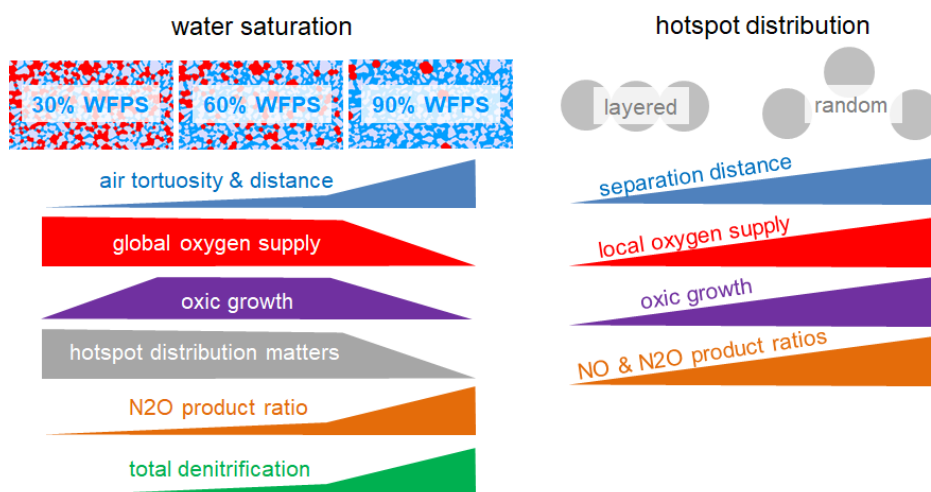 water saturation
30% WFPS
60% WFPS
90% WFPS
air tortuosity & distance
global oxygen supply
oxic growth
hotspot distribution matters
N2O product ratio
total denitrification
hotspot distribution
layered
random
separation distance
local oxygen supply
oxic growth
NO & N2O product ratios